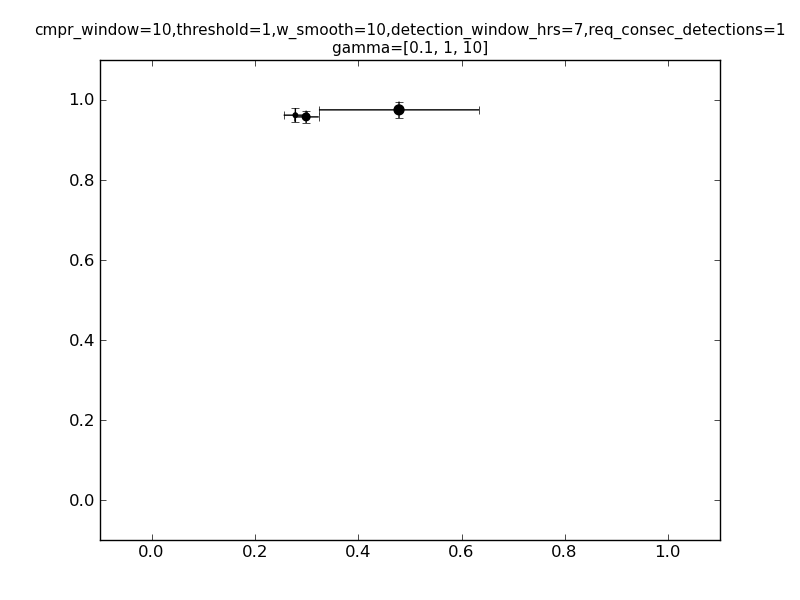 cmpr_window=10,threshold=1,w_smooth=10,detection_window_hrs=7,req_consec_detections=1
gamma=[0.1, 1, 10]
1.0
0.8
0.6
0.4
0.2
0.0
0.0 0.2 0.4 0.6 0.8 1.0